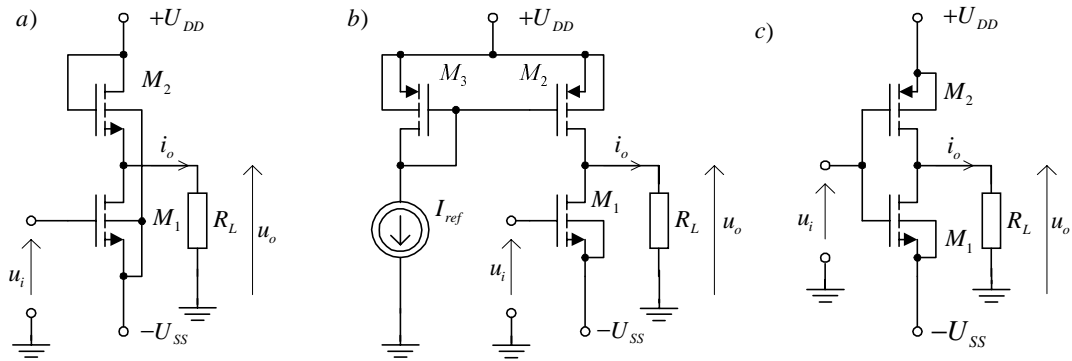 a)
+U_DD
M_2
i_o
M_1
R_L
u_o
u_i
−U_SS
b)
+U_DD
M_3
M_2
i_o
I_ref
M_1
R_L
u_o
u_i
−U_SS
c)
+U_DD
M_2
i_o
u_i
M_1
R_L
u_o
−U_SS